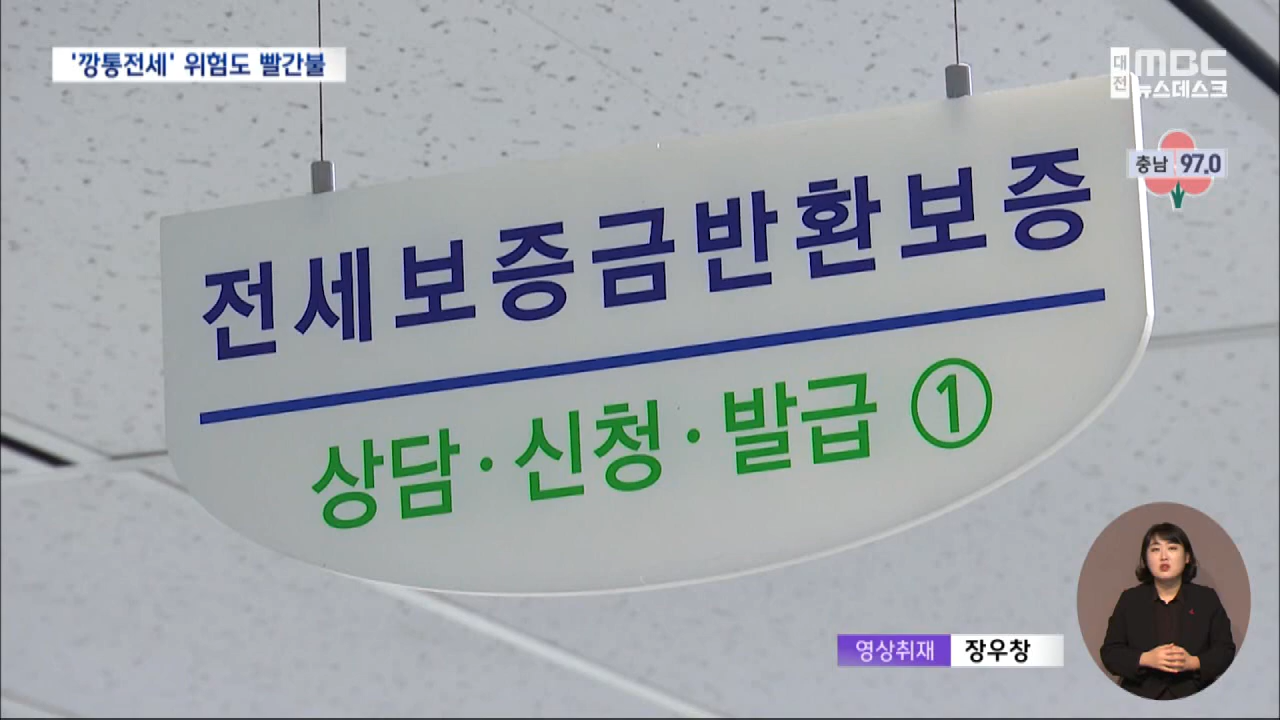 '깡통전세' 위험도 빨간불
대전 MBC
뉴스데스크
충남 97.0
전세보증금반환보증
상담·신청·발급 ①
영상취재 장우창